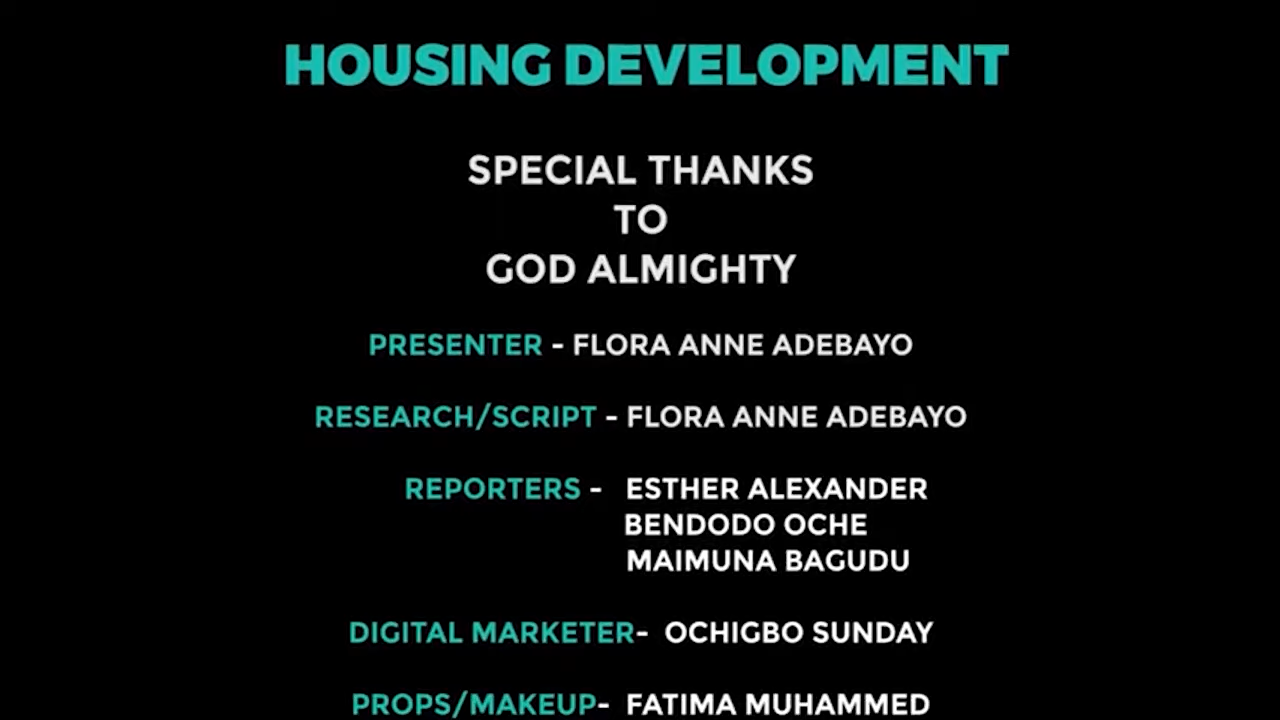 HOUSING DEVELOPMENT
SPECIAL THANKS
TO
GOD ALMIGHTY
PRESENTER - FLORA ANNE ADEBAYO
RESEARCH/SCRIPT - FLORA ANNE ADEBAYO
REPORTERS - ESTHER ALEXANDER
BENDODO OCHE
MAIMUNA BAGUDU
DIGITAL MARKETER- OCHIGBO SUNDAY
PROPS/MAKEUP- FATIMA MUHAMMED